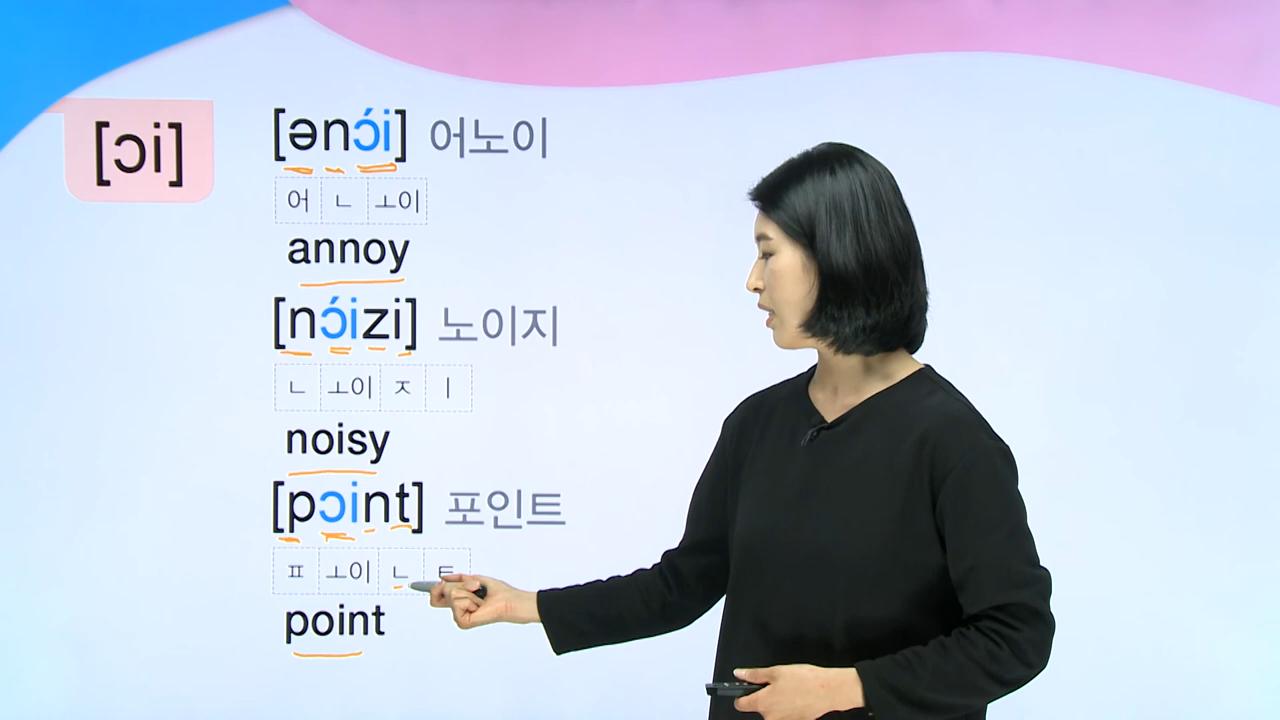 [ɔi]
[ənɔ́i] 어노이
어 ㄴ ㅗ이
annoy
[nɔ́izi] 노이지
ㄴ ㅗ이 ㅈ ㅣ
noisy
[pɔint] 포인트
ㅍ ㅗ이 ㄴ ㅌ
point